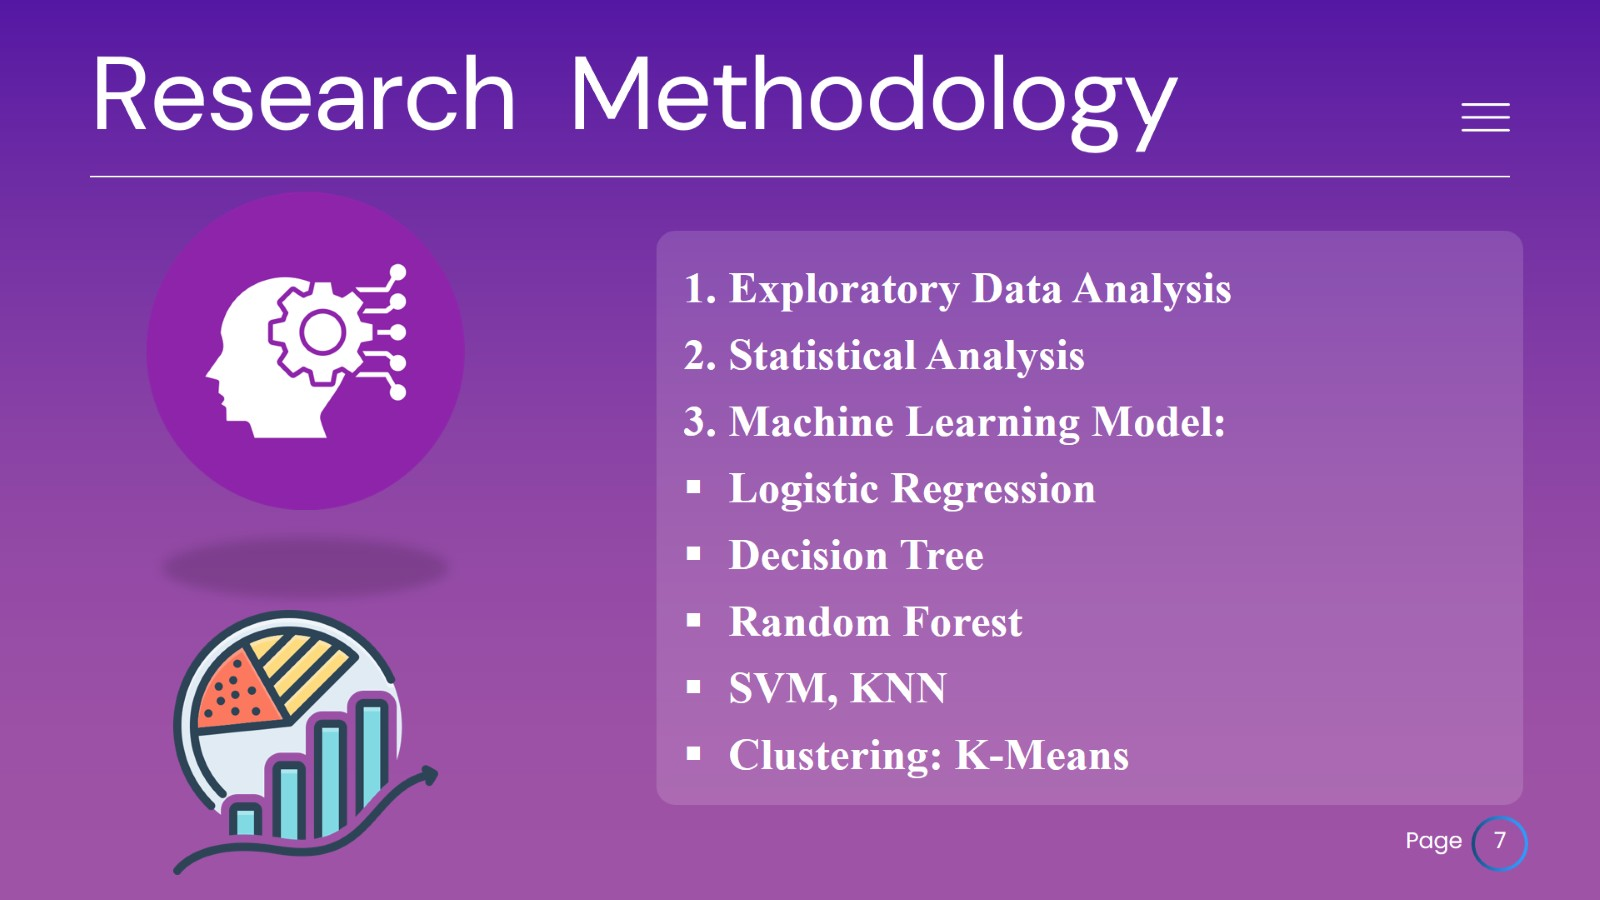 Research Methodology
1. Exploratory Data Analysis
2. Statistical Analysis
3. Machine Learning Model:
▪ Logistic Regression
▪ Decision Tree
▪ Random Forest
▪ SVM, KNN
▪ Clustering: K-Means
Page 7